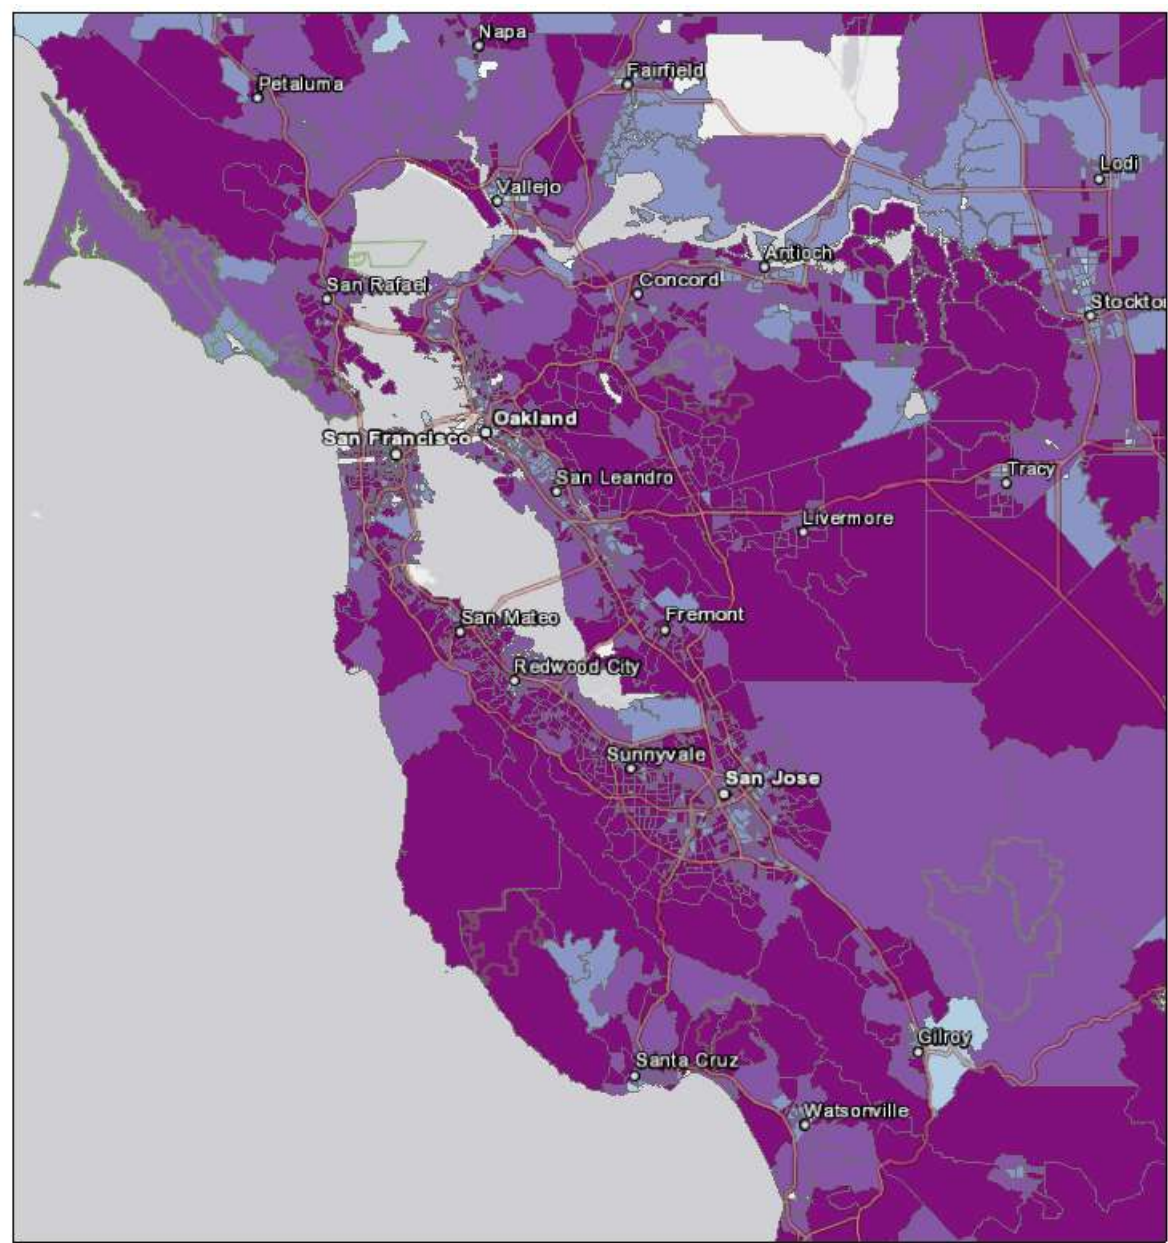 Napa
Fairfield
Petaluma
Lodi
Vallejo
Antioch
San Rafael
Concord
Stockto
Oakland
San Francisco
San Leandro
Tracy
Livermore
San Mateo
Fremont
Redwood City
Sunnyvale
San Jose
Gilroy
Santa Cruz
Watsonville